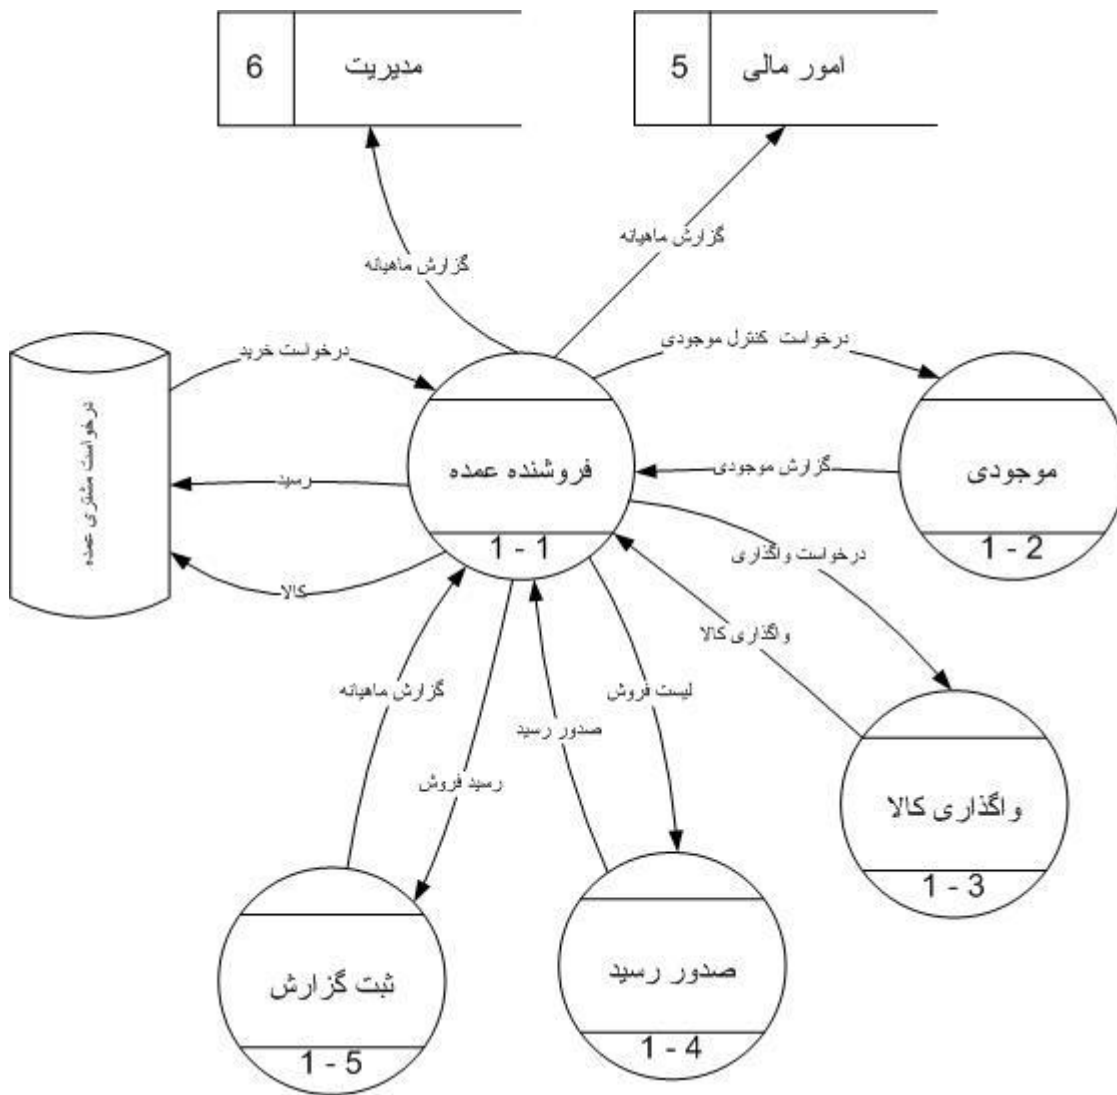 مدیریت
6
امور مالی
5
گزارش ماهیانه
گزارش ماهیانه
درخواست خرید
درخواست کنترل موجودی
درخواست مشتری عمده
رسید
فروشنده عمده
1 - 1
گزارش موجودی
موجودی
1 - 2
کالا
درخواست واگذاری
واگذاری کالا
گزارش ماهیانه
رسید فروش
صدور رسید
لیست فروش
واگذاری کالا
1 - 3
ثبت گزارش
1 - 5
صدور رسید
1 - 4